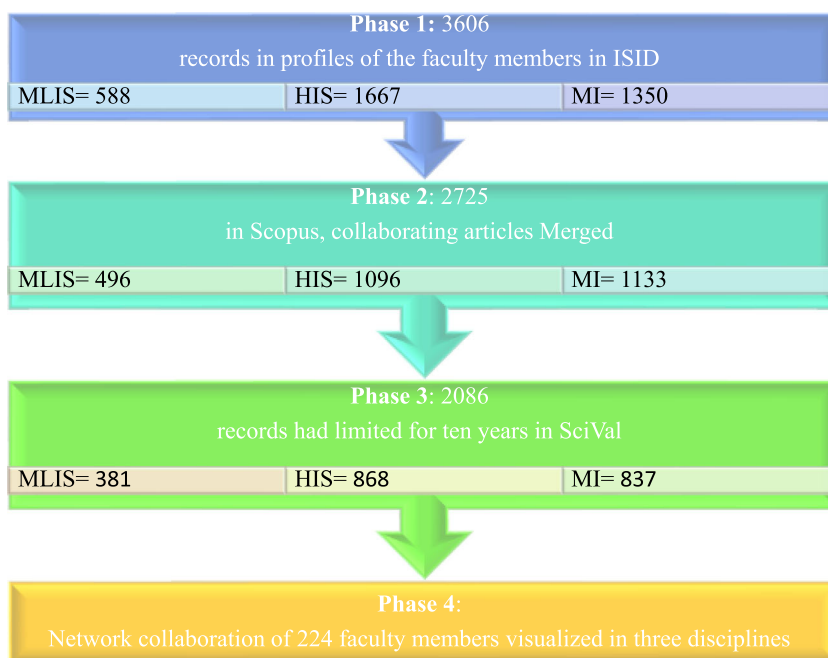 Phase 1: 3606
records in profiles of the faculty members in ISID
MLIS= 588 HIS= 1667 MI= 1350
Phase 2: 2725
in Scopus, collaborating articles Merged
MLIS= 496 HIS= 1096 MI= 1133
Phase 3: 2086
records had limited for ten years in SciVal
MLIS= 381 HIS= 868 MI= 837
Phase 4:
Network collaboration of 224 faculty members visualized in three disciplines